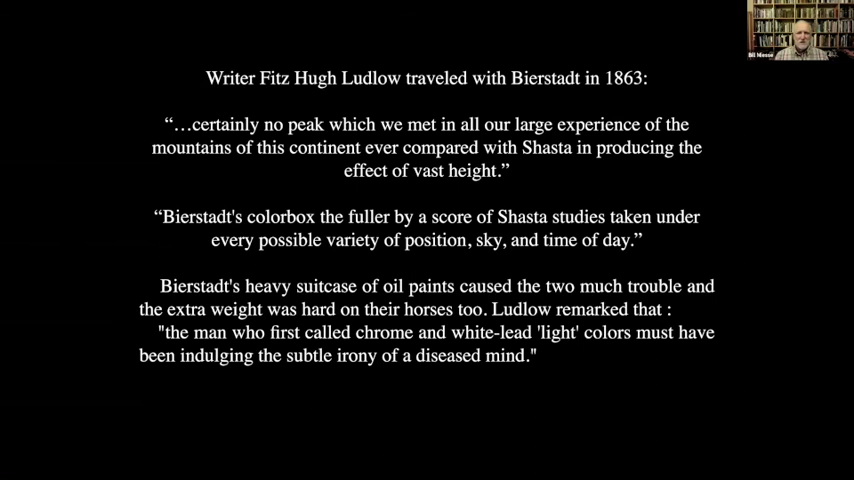 Writer Fitz Hugh Ludlow traveled with Bierstadt in 1863:
“…certainly no peak which we met in all our large experience of the
mountains of this continent ever compared with Shasta in producing the
effect of vast height.”
“Bierstadt's colorbox the fuller by a score of Shasta studies taken under
every possible variety of position, sky, and time of day.”
Bierstadt's heavy suitcase of oil paints caused the two much trouble and
the extra weight was hard on their horses too. Ludlow remarked that :
"the man who first called chrome and white-lead 'light' colors must have
been indulging the subtle irony of a diseased mind."